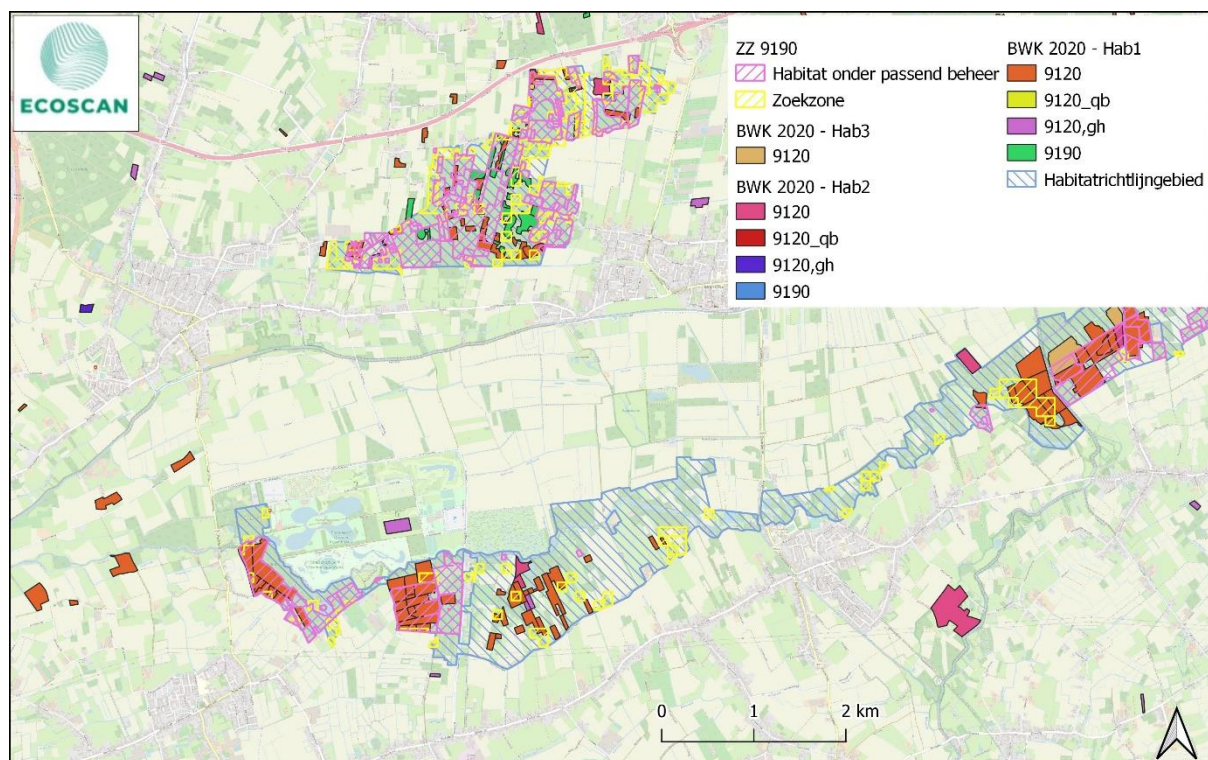 ECOSCAN
ZZ 9190
Habitat onder passend beheer
Zoekzone
BWK 2020 - Hab3
9120
BWK 2020 - Hab2
9120
9120_qb
9120,gh
9190
BWK 2020 - Hab1
9120
9120_qb
9120,gh
9190
Habitatrichtlijngebied
0 1 2 km